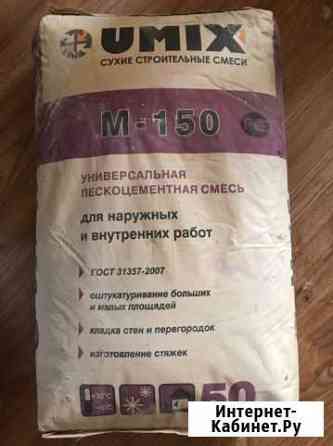 UMIX
СУХИЕ СТРОИТЕЛЬНЫЕ СМЕСИ
М-150
УНИВЕРСАЛЬНАЯ
ПЕСКОЦЕМЕНТНАЯ СМЕСЬ
для наружных
и внутренних работ
ГОСТ 31357-2007
оштукатуривание больших
и малых площадей
кладка стен и перегородок
изготовление стяжек
50
Интернет-
Кабинет.Ру